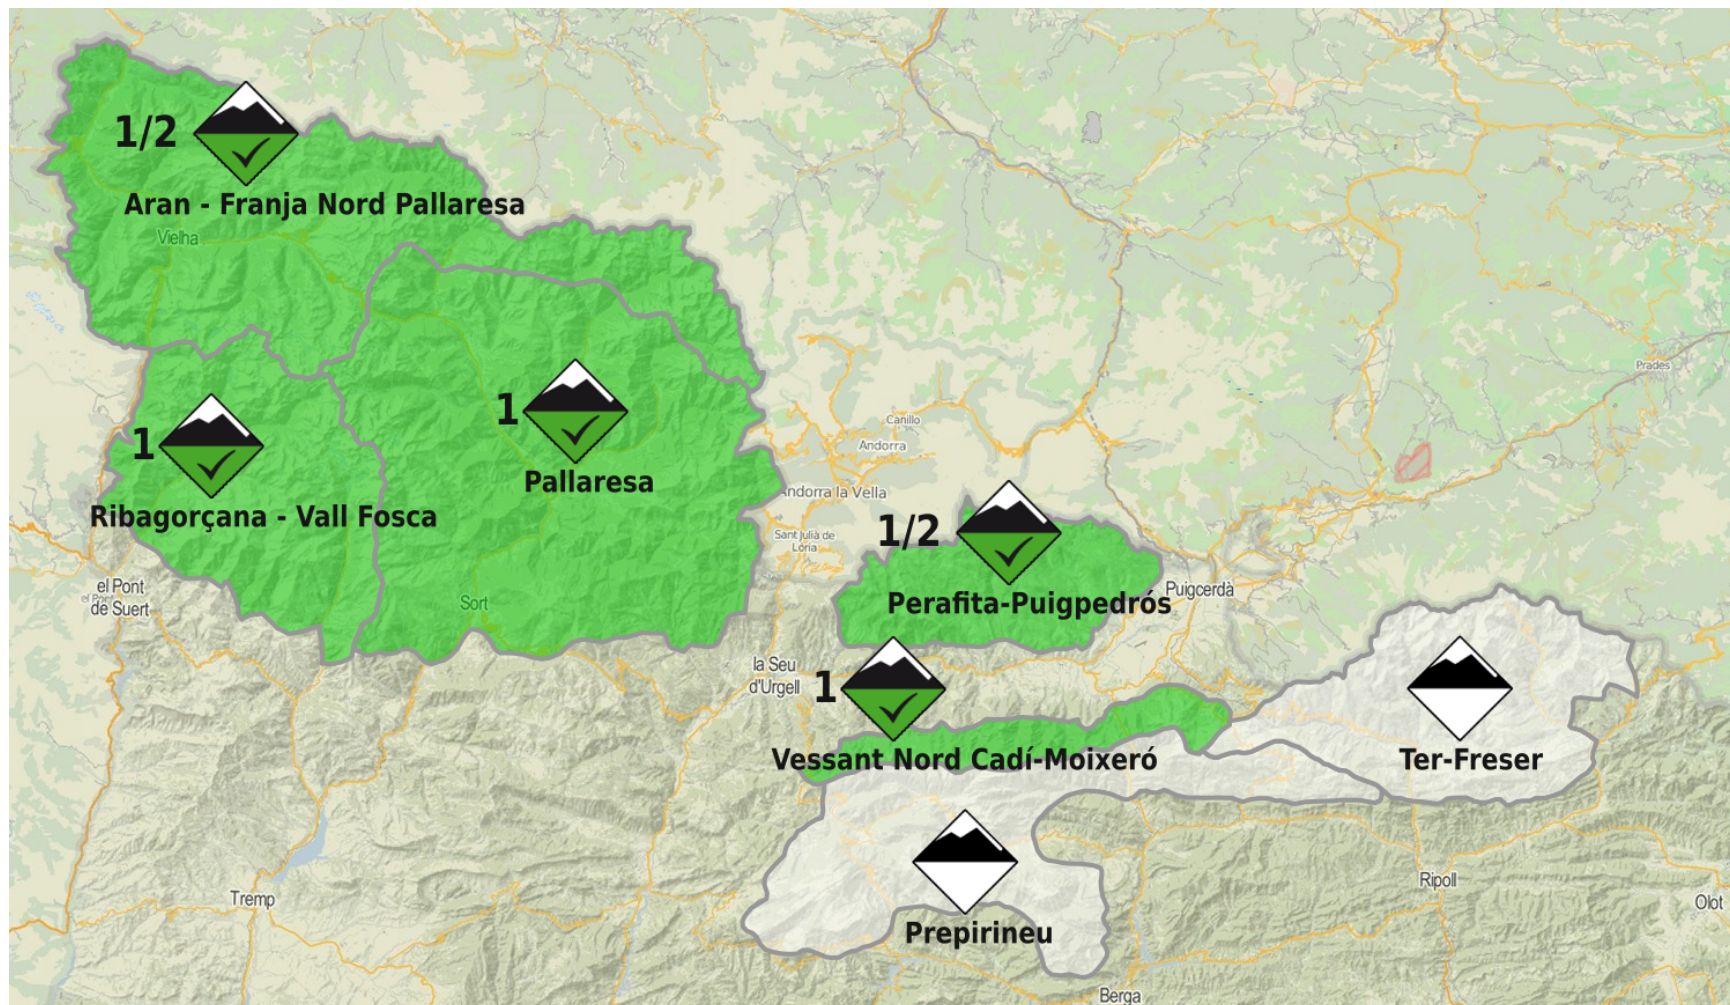 1/2
Aran - Franja Nord Pallaresa
Vielha
Prades
1
Pallaresa
1
Ribagorçana - Vall Fosca
Canillo
Andorra
Andorra la Vella
Sant Julià de
Lòria
1/2
Perafita-Puigpedrós
Puigcerdà
el Pont
de Suert
Sort
la Seu
d'Urgell
1
Vessant Nord Cadí-Moixeró
Ter-Freser
Prepirineu
Tremp
Ripoll
Olot
Berga